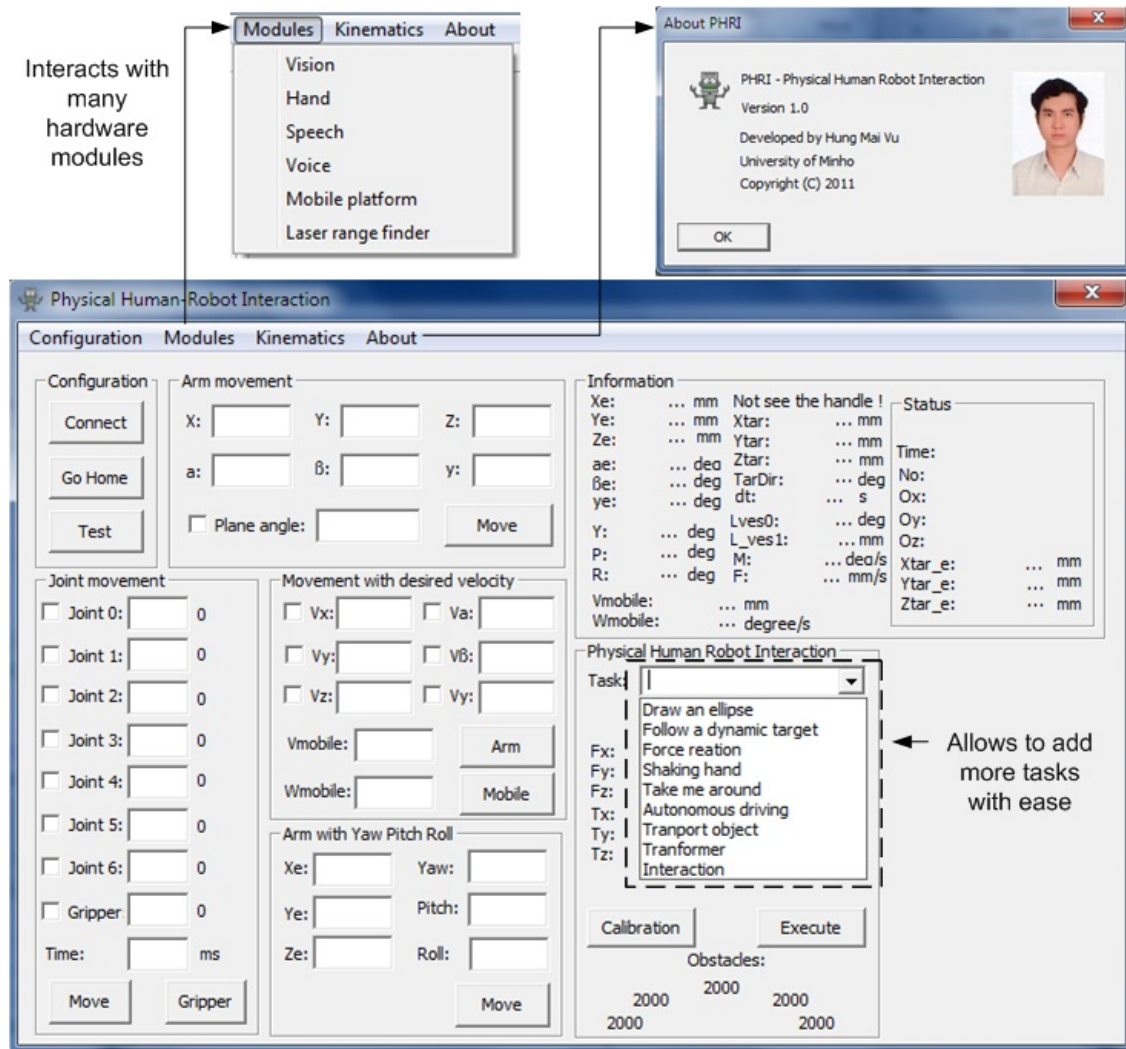 Interacts with
many
hardware
modules
Modules Kinematics About
Vision
Hand
Speech
Voice
Mobile platform
Laser range finder
About PHRI
PHRI - Physical Human Robot Interaction
Version 1.0
Developed by Hung Mai Vu
University of Minho
Copyright (C) 2011
OK
Physical Human-Robot Interaction
Configuration Modules Kinematics About
Configuration
Connect
Go Home
Test
Arm movement
X: Y: Z:
a: β: y:
Plane angle: Move
Joint movement
Joint 0: 0
Joint 1: 0
Joint 2: 0
Joint 3: 0
Joint 4: 0
Joint 5: 0
Joint 6: 0
Gripper: 0
Time: ms
Move Gripper
Movement with desired velocity
Vx: Va:
Vy: Vβ:
Vz: Vy:
Vmobile: Arm
Wmobile: Mobile
Arm with Yaw Pitch Roll
Xe: Yaw:
Ye: Pitch:
Ze: Roll:
Move
Information
Xe: ... mm Not see the handle !
Ye: ... mm Xtar: ... mm
Ze: ... mm Ytar: ... mm
ae: ... deg Ztar: ... mm
βe: ... deg TarDir: ... deg
ye: ... deg dt: ... s
Y: ... deg Lves0: ... deg
P: ... deg L_ves1: ... mm
R: ... deg M: ... deg/s
F: ... mm/s
Vmobile: ... mm
Wmobile: ... degree/s
Status
Time:
No:
Ox:
Oy:
Oz:
Xtar_e: ... mm
Ytar_e: ... mm
Ztar_e: ... mm
Physical Human Robot Interaction
Task:
Draw an ellipse
Follow a dynamic target
Force reation
Shaking hand
Take me around
Autonomous driving
Tranport object
Tranformer
Interaction
Fx:
Fy:
Fz:
Tx:
Ty:
Tz:
Calibration Execute
Obstacles:
2000
2000 2000
2000 2000
Allows to add
more tasks
with ease